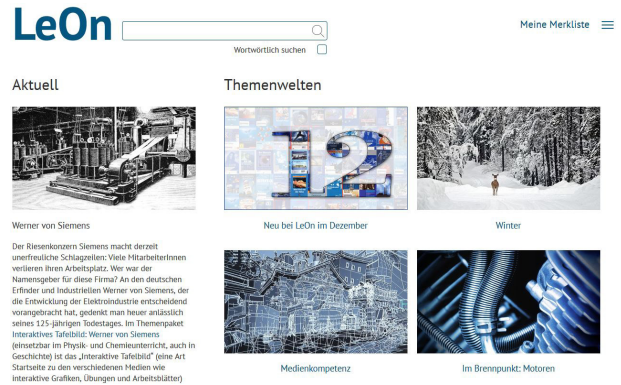 LeOn
Meine Merkliste
Wortwörtlich suchen
Aktuell
Themenwelten
12
Werner von Siemens
Neu bei LeOn im Dezember
Winter
Der Riesenkonzern Siemens macht derzeit
unerfreuliche Schlagzeilen: Viele MitarbeiterInnen
verlieren ihren Arbeitsplatz. Wer war der
Namensgeber für diese Firma? An den deutschen
Erfinder und Industriellen Werner von Siemens, der
die Entwicklung der Elektroindustrie entscheidend
vorangebracht hat, gedenkt man heuer anlässlich
seines 125-jährigen Todestages. Im Themenpaket
Interaktives Tafelbild: Werner von Siemens
(einsetzbar im Physik- und Chemieunterricht, auch in
Geschichte) ist das „Interaktive Tafelbild" (eine Art
Startseite zu den verschiedenen Medien wie
interaktive Grafiken, Übungen und Arbeitsblätter)
Medienkompetenz
Im Brennpunkt: Motoren